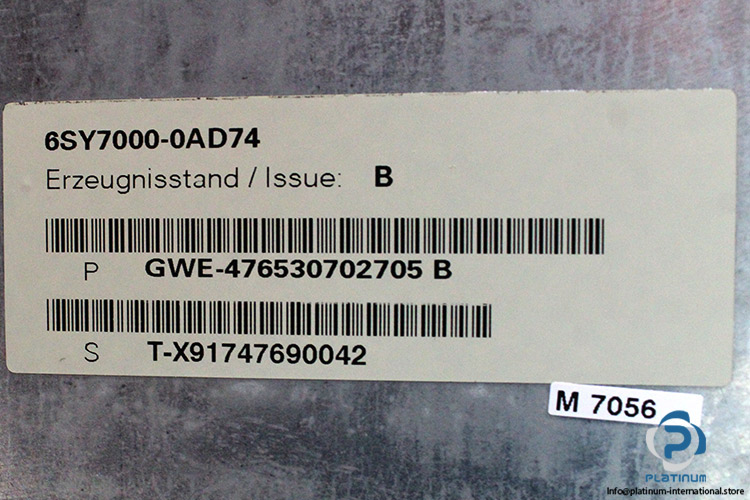 6SY7000-0AD74
Erzeugnisstand / Issue: B
P GWE-476530702705 B
S T-X91747690042
M 7056
PLATINUM
Info@platinum-international.store